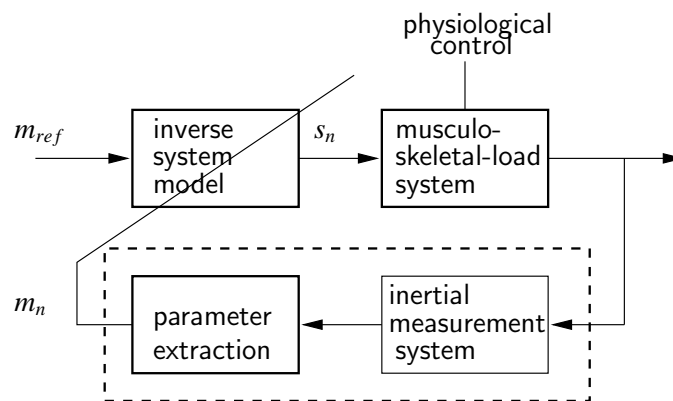 physiological
control
m_ref
inverse
system
model
s_n
musculo-
skeletal-load
system
m_n
parameter
extraction
inertial
measurement
system